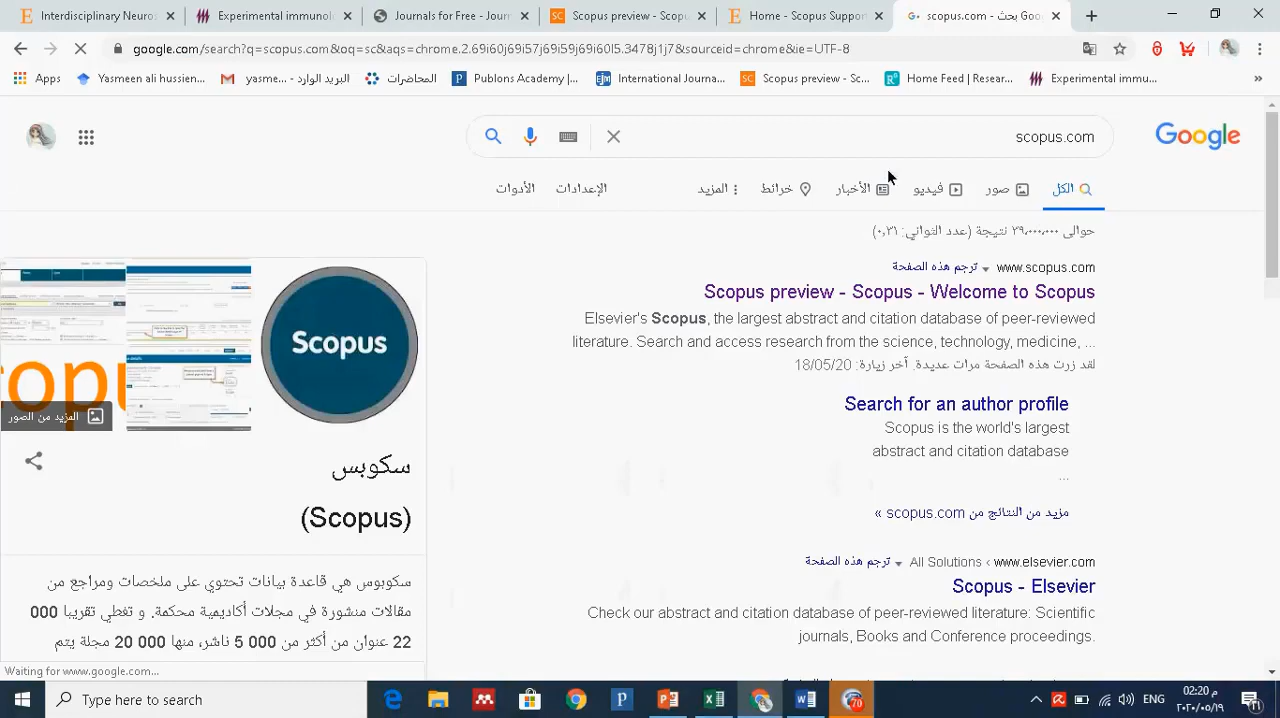 Interdisciplinary Neuros
Experimental immunol
Journals for Free - Journ
Scopus preview - Scopus
Home - Scopus Support
scopus.com - بحث Goo
google.com/search?q=scopus.com&oq=sc&aqs=chrome.2.69i60j69i57j69i59j69i60l5.3478j1j7&sourceid=chrome&ie=UTF-8
Apps
Yasmeen ali hussien...
yasme... - البريد الوارد
المحاضرات
Publons Academy |...
International Journa...
Scopus preview - Sc...
Home Feed | Resear...
Experimental immu...
scopus.com
Google
الكل
صور
فيديو
الأخبار
خرائط
المزيد
الإعدادات
الأدوات
حوالى ٢٩,٠٠٠,٠٠٠ نتيجة (عدد الثواني: ٠,٣١)
www.scopus.com ترجم هذه الصفحة
Scopus preview - Scopus - Welcome to Scopus
Elsevier's Scopus, the largest abstract and citation database of peer-reviewed
literature. Search and access research from the science, technology, medicine, ...
لقد زرت هذه الصفحة مرات عديدة. آخر زيارة: 18/05/20
Search for an author profile
Scopus is the world's largest
abstract and citation database
...
مزيد من النتائج من scopus.com »
www.elsevier.com › All Solutions ترجم هذه الصفحة
Scopus - Elsevier
Check our abstract and citation database of peer-reviewed literature: Scientific
journals, Books and Conference proceedings.
Scopus
المزيد من الصور
سكوبس
(Scopus)
سكوبوس هي قاعدة بيانات تحتوي على ملخصات ومراجع من
مقالات منشورة في مجلات أكاديمية محكمة. و تغطي تقريبا 000
22 عنوان من أكثر من 000 5 ناشر، منها 000 20 مجلة يتم
Waiting for www.google.com...
Type here to search
70
ENG
02:20 م
٢٠٢٠/٠٥/١٩